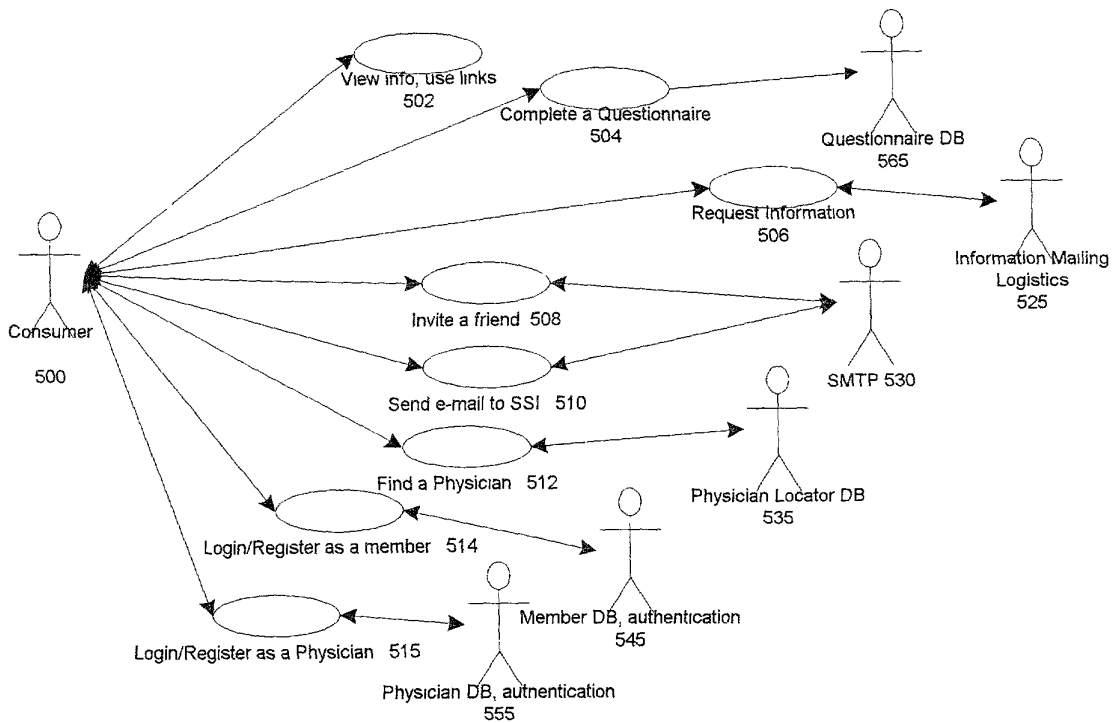 View info, use links
502
Complete a Questionnaire
504
Questionnaire DB
565
Request Information
506
Information Mailing
Logistics
525
Consumer
500
Invite a friend 508
Send e-mail to SSI 510
SMTP 530
Find a Physician 512
Physician Locator DB
535
Login/Register as a member 514
Member DB, authentication
545
Login/Register as a Physician 515
Physician DB, autnentication
555